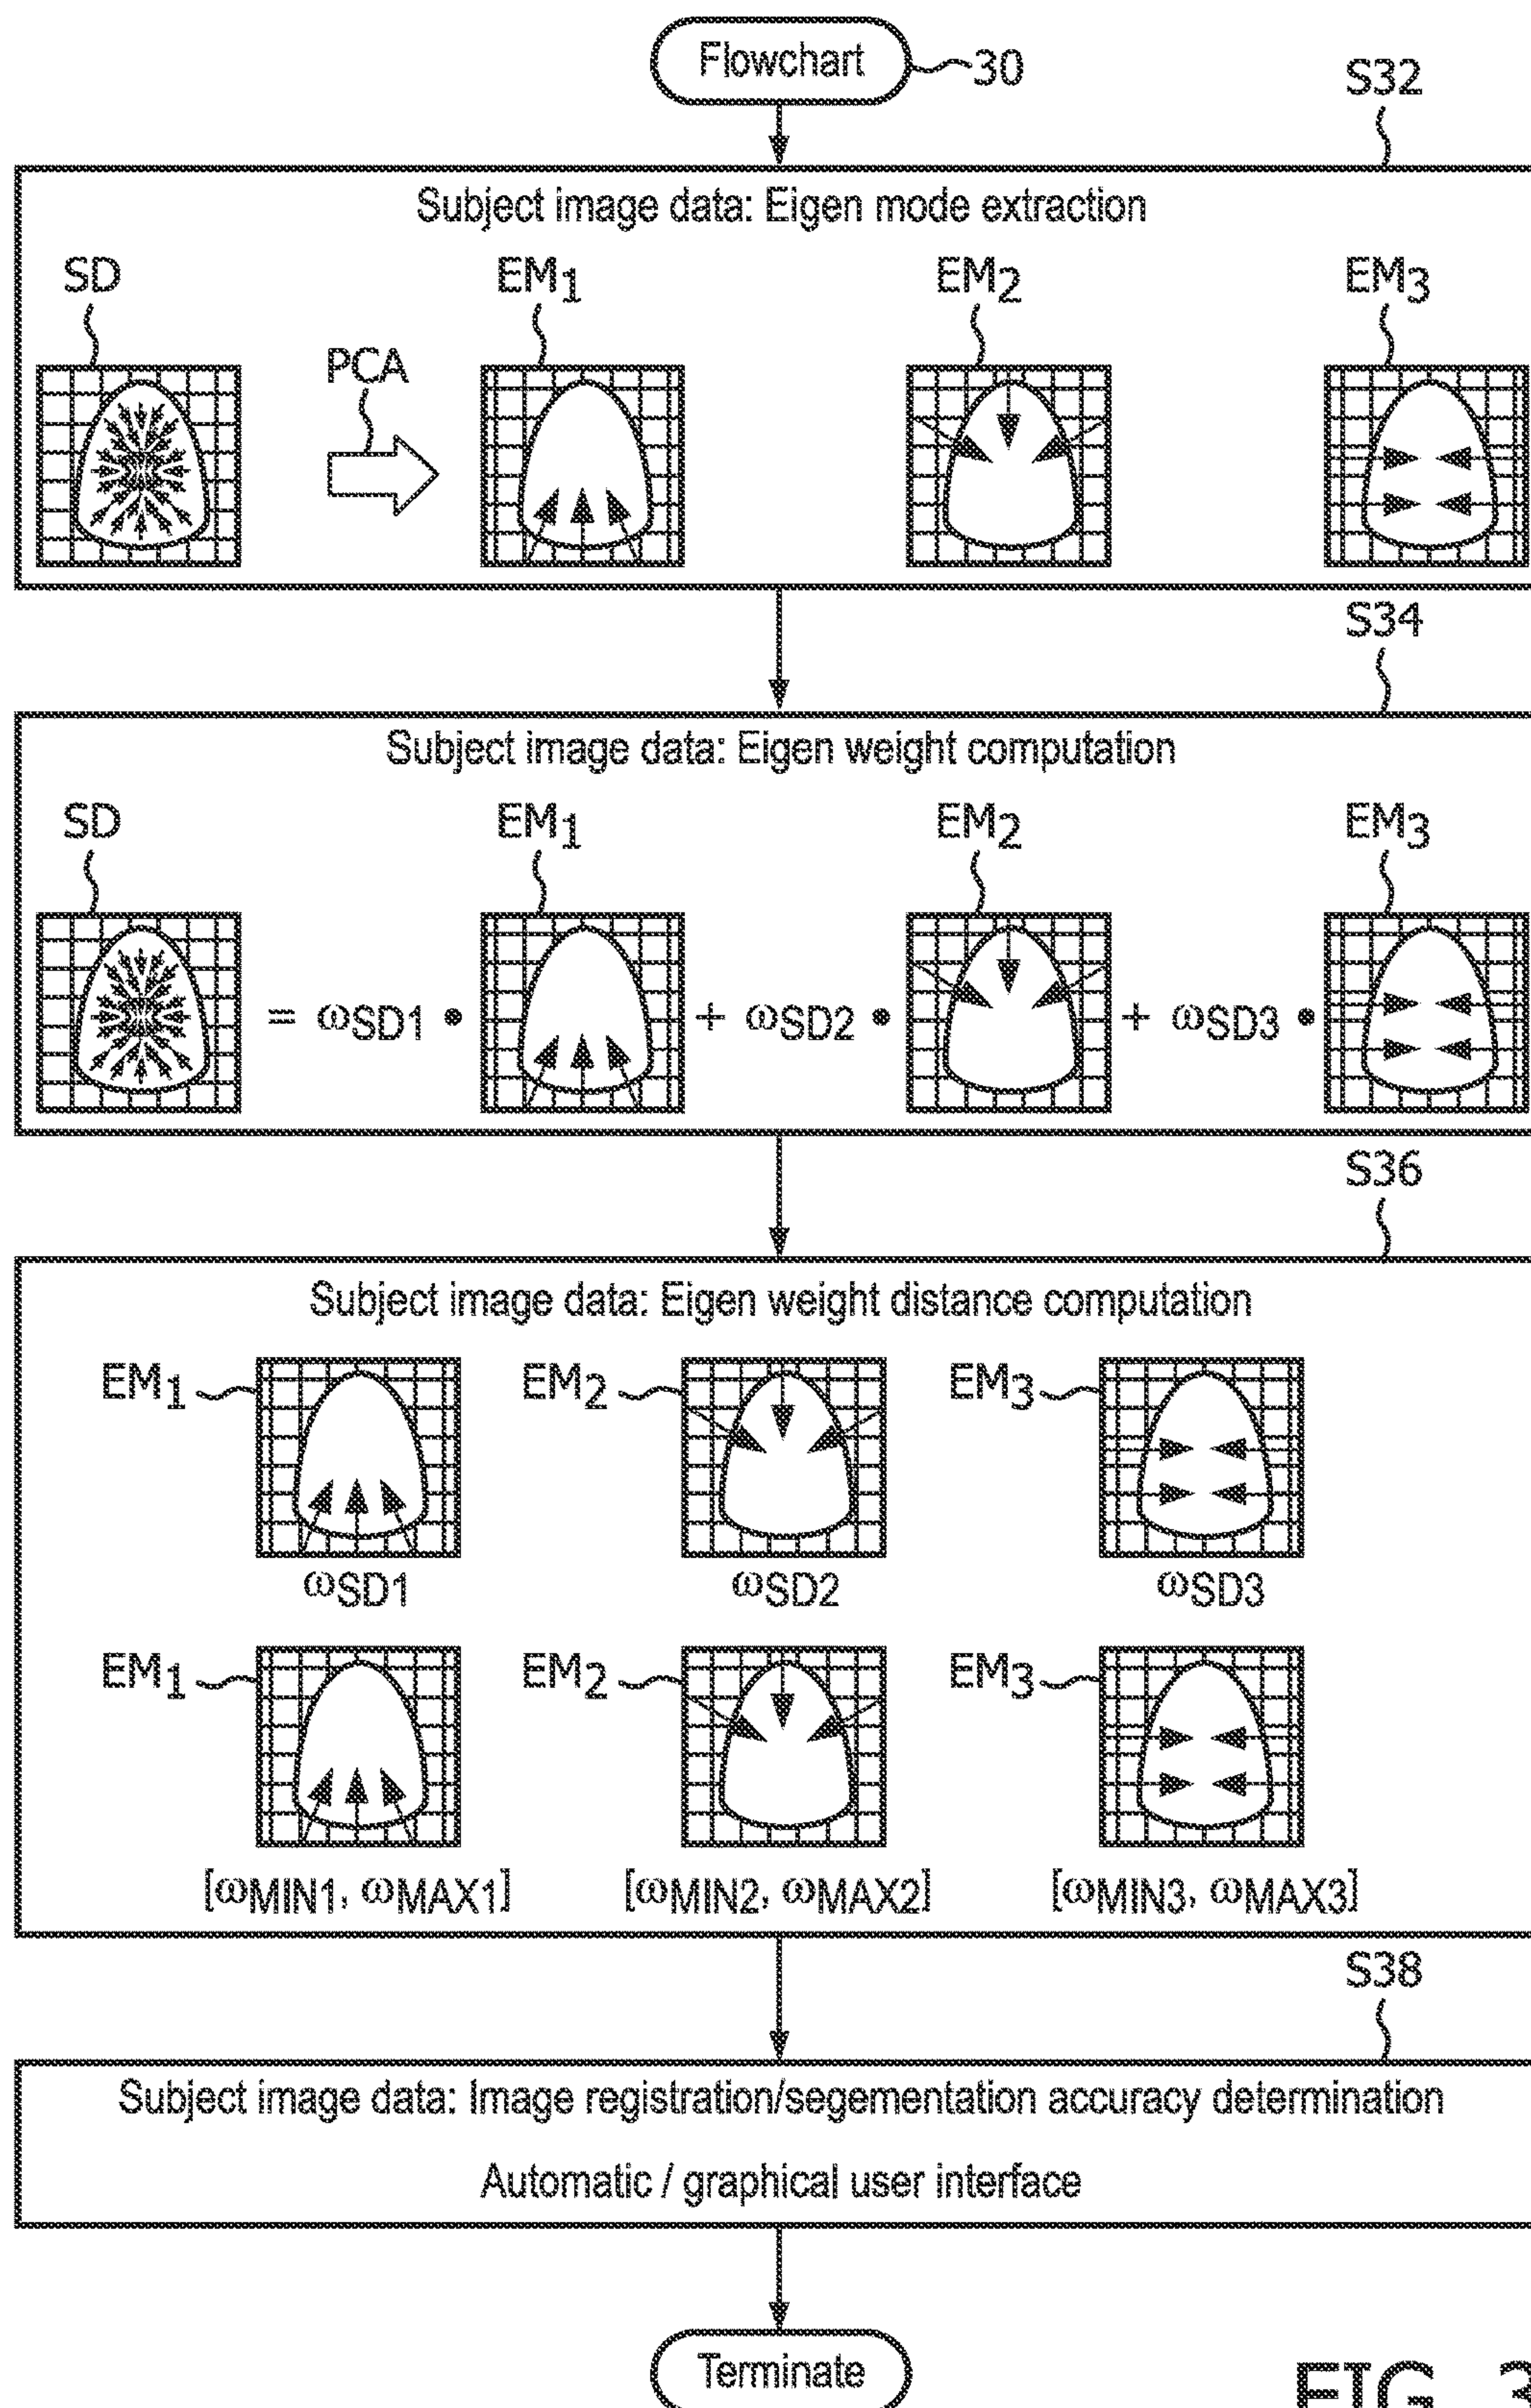 Flowchart
30
S32
Subject image data: Eigen mode extraction
SD
EM1
EM2
EM3
PCA
S34
Subject image data: Eigen weight computation
SD
EM1
EM2
EM3
= ωSD1 • + ωSD2 • + ωSD3 •
S36
Subject image data: Eigen weight distance computation
EM1
EM2
EM3
ωSD1
ωSD2
ωSD3
EM1
EM2
EM3
[ωMIN1, ωMAX1]
[ωMIN2, ωMAX2]
[ωMIN3, ωMAX3]
S38
Subject image data: Image registration/segementation accuracy determination
Automatic / graphical user interface
Terminate
FIG. 3